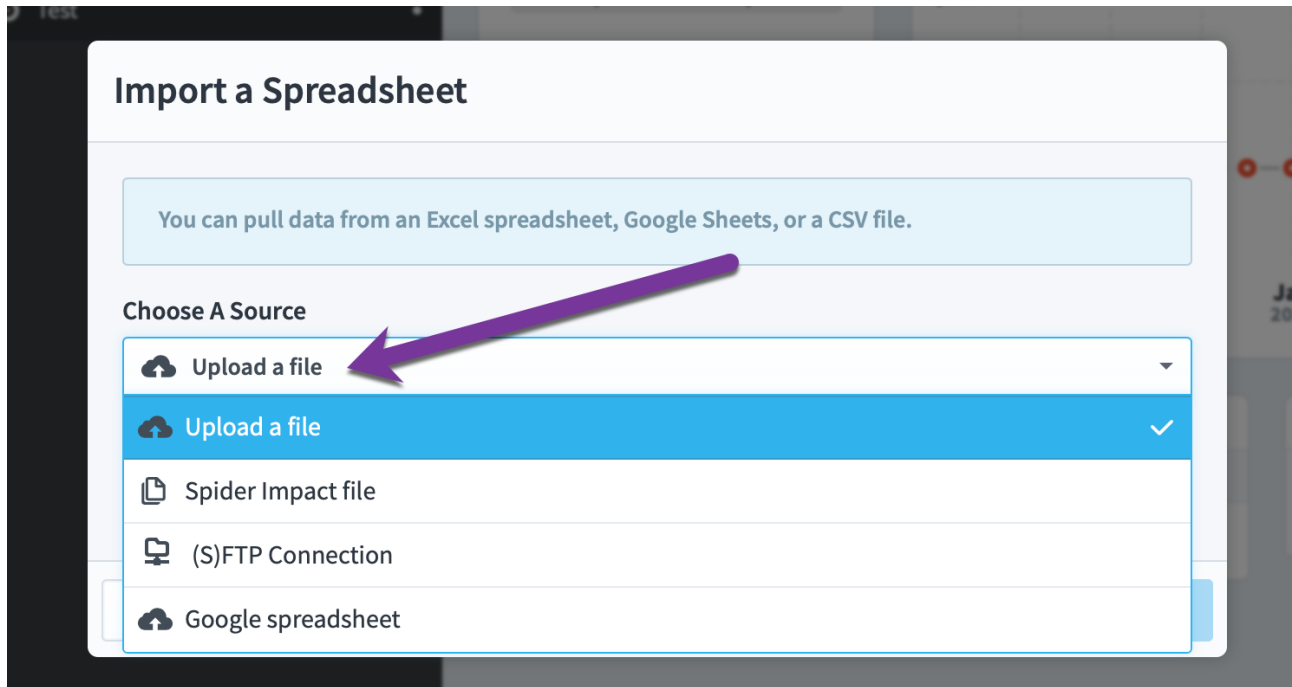 Test
Import a Spreadsheet
You can pull data from an Excel spreadsheet, Google Sheets, or a CSV file.
Choose A Source
Upload a file
Upload a file
Spider Impact file
(S)FTP Connection
Google spreadsheet